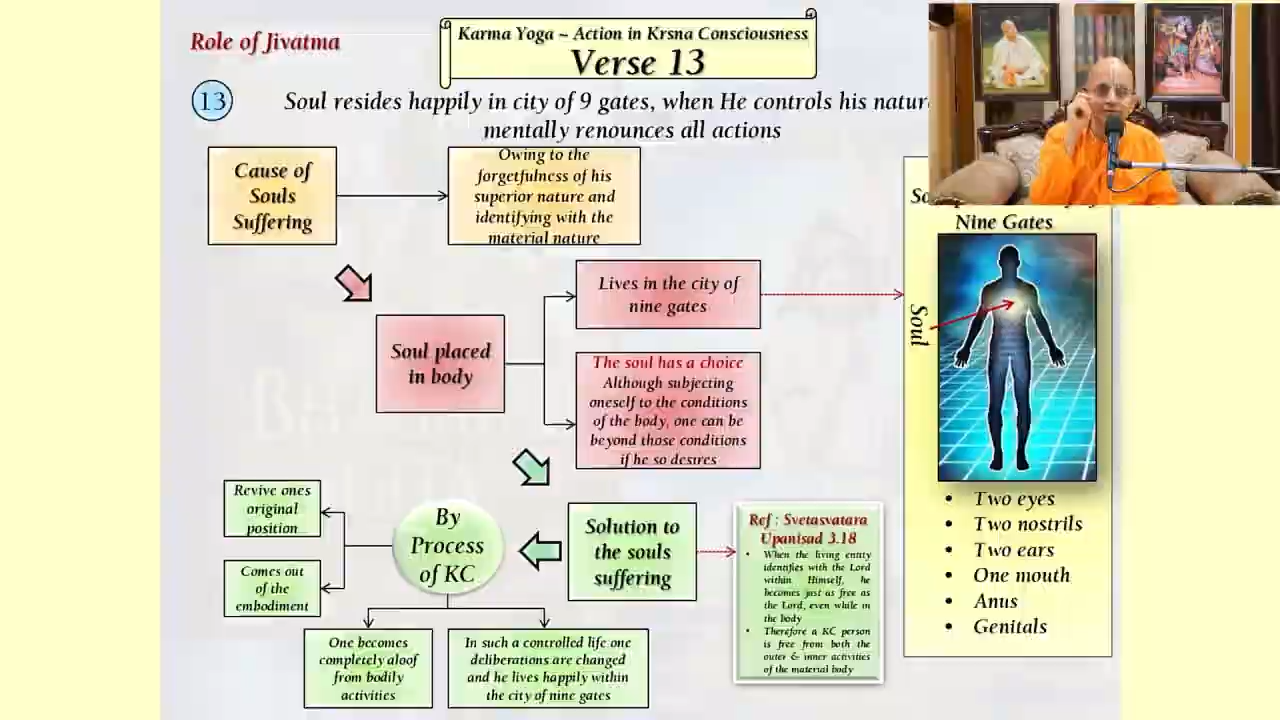 Role of Jivatma
Karma Yoga ~ Action in Krsna Consciousness
Verse 13
13
Soul resides happily in city of 9 gates, when He controls his
mentally renounces all actions
Cause of
Souls
Suffering
Owing to the
forgetfulness of his
superior nature and
identifying with the
material nature
Soul placed
in body
Lives in the city of
nine gates
The soul has a choice
Although subjecting
oneself to the conditions
of the body, one can be
beyond those conditions
if he so desires
Nine Gates
Soul
Two eyes
Two nostrils
Two ears
One mouth
Anus
Genitals
Solution to
the souls
suffering
Ref : Svetasvatara
Upanisad 3.18
When the living entity
identifies with the Lord
within Himself, he
becomes just as free as
the Lord, even while in
the body
Therefore a KC person
is free from both the
outer & inner activities
of the material body
By
Process
of KC
Revive ones
original
position
Comes out
of the
embodiment
One becomes
completely aloof
from bodily
activities
In such a controlled life one
deliberations are changed
and he lives happily within
the city of nine gates